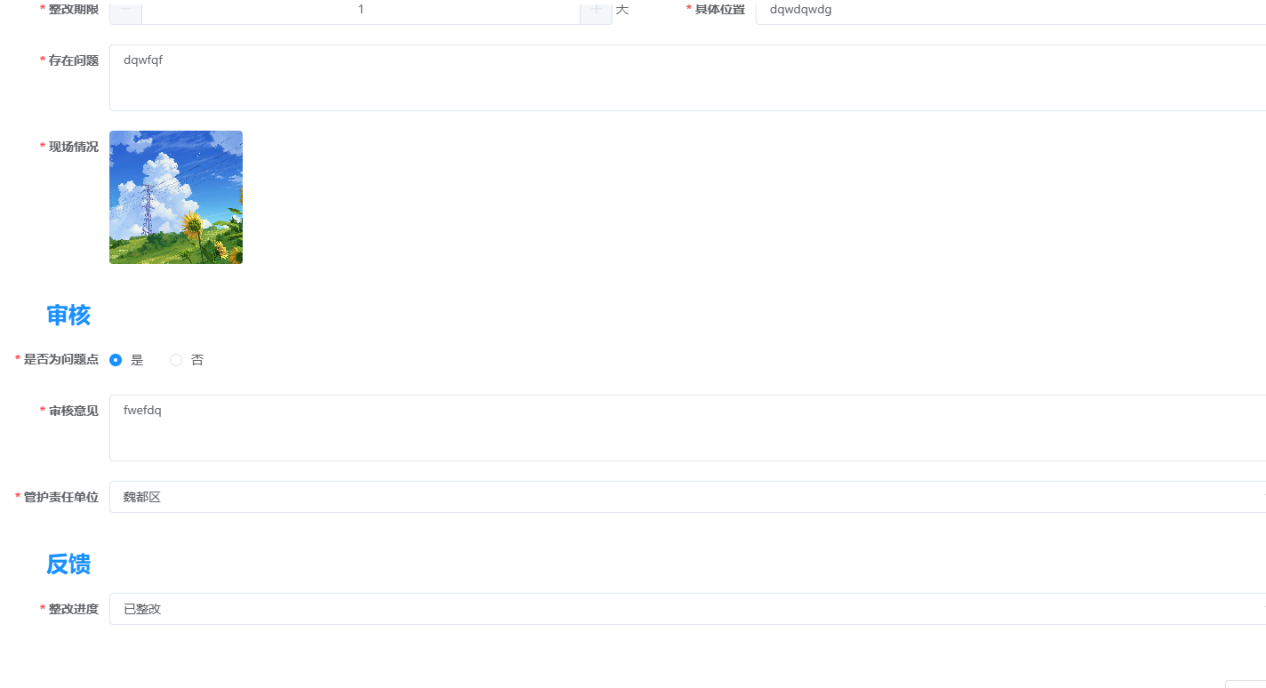 * 整改期限 − 1 + 天 * 具体位置 dqwdqwdg
* 存在问题 dqwfqf
* 现场情况
审核
* 是否为问题点 是 否
* 审核意见 fwefdq
* 管护责任单位 魏都区
反馈
* 整改进度 已整改